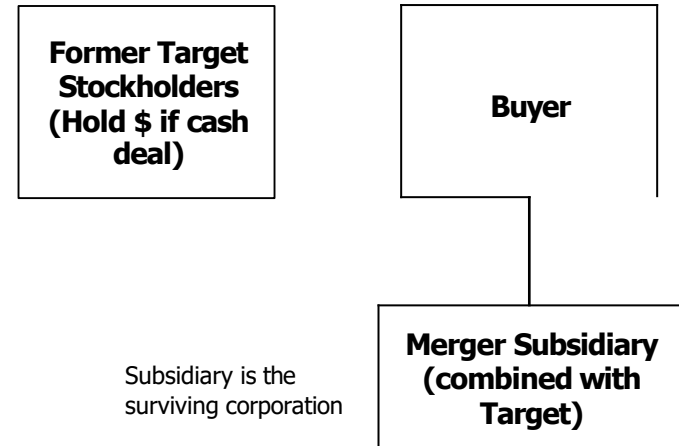 Former Target
Stockholders
(Hold $ if cash
deal)
Buyer
Subsidiary is the
surviving corporation
Merger Subsidiary
(combined with
Target)